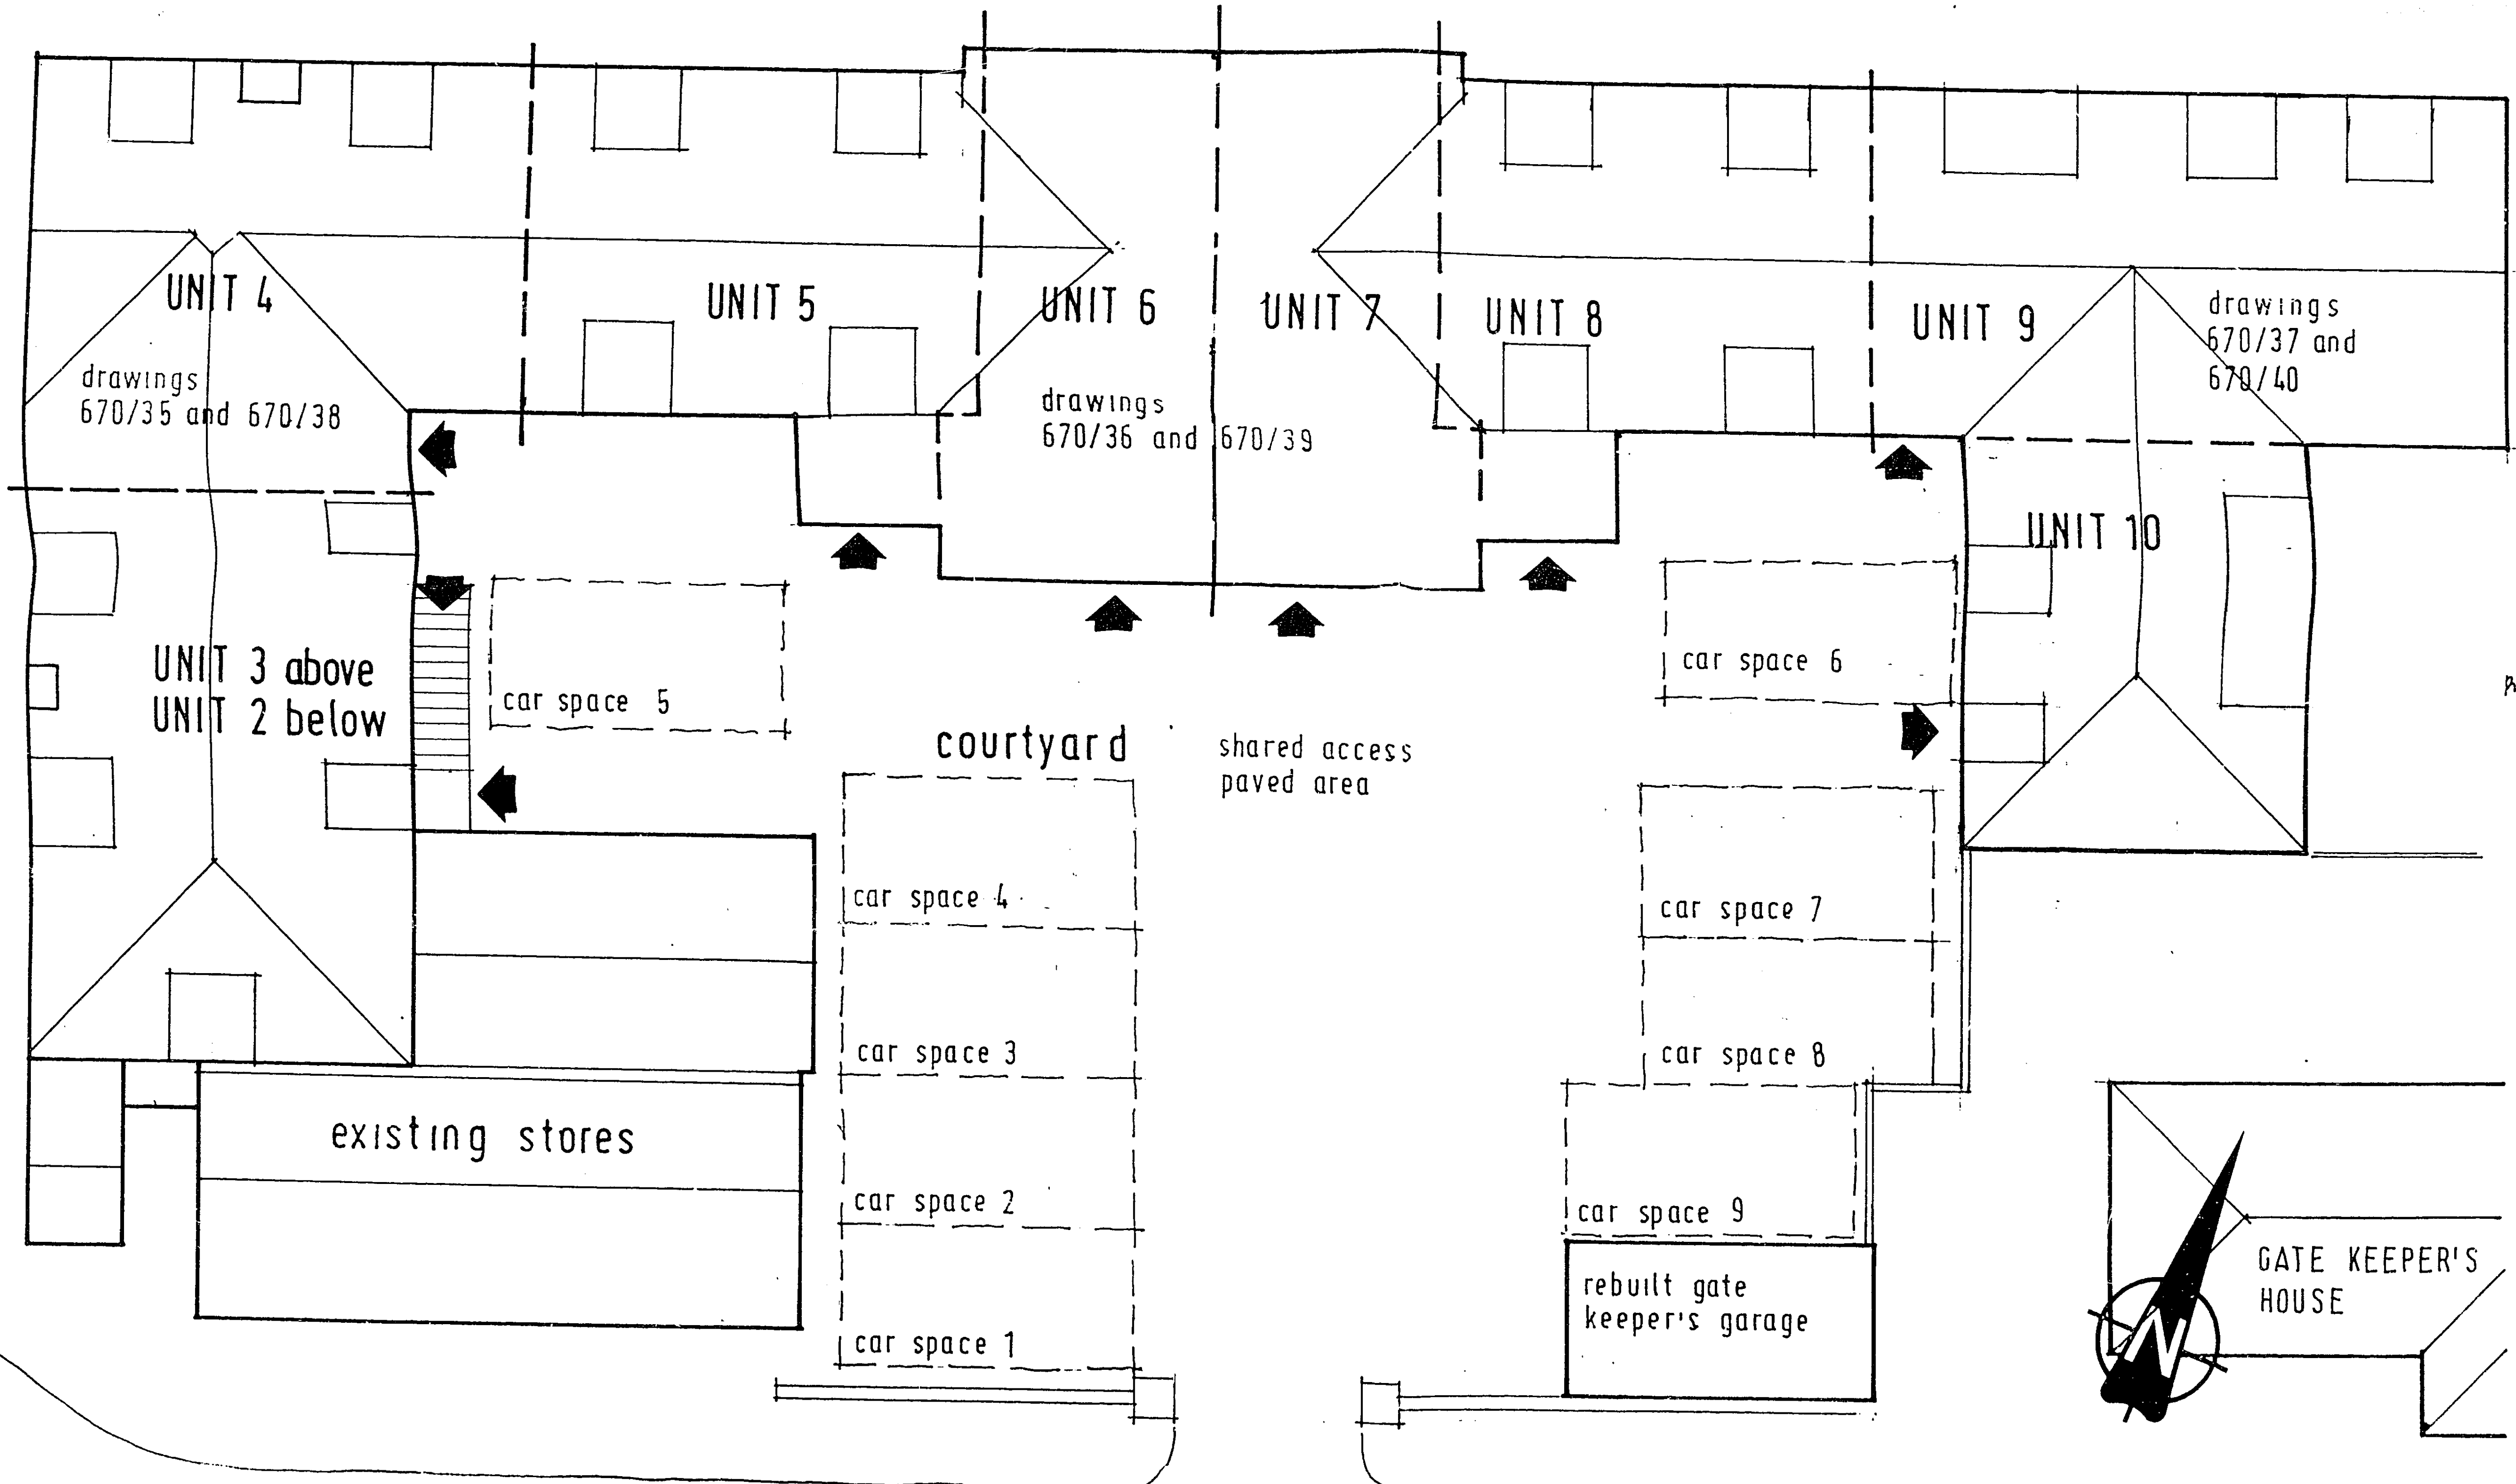 UNIT 4
drawings
670/35 and 670/38
UNIT 5
UNIT 6
drawings
670/36 and 670/39
UNIT 7
UNIT 8
UNIT 9
drawings
670/37 and
670/40
UNIT 10
UNIT 3 above
UNIT 2 below
car space 5
courtyard
shared access
paved area
car space 6
car space 4
car space 7
car space 3
car space 8
existing stores
car space 2
car space 9
car space 1
rebuilt gate
keeper's garage
GATE KEEPER'S
HOUSE
N